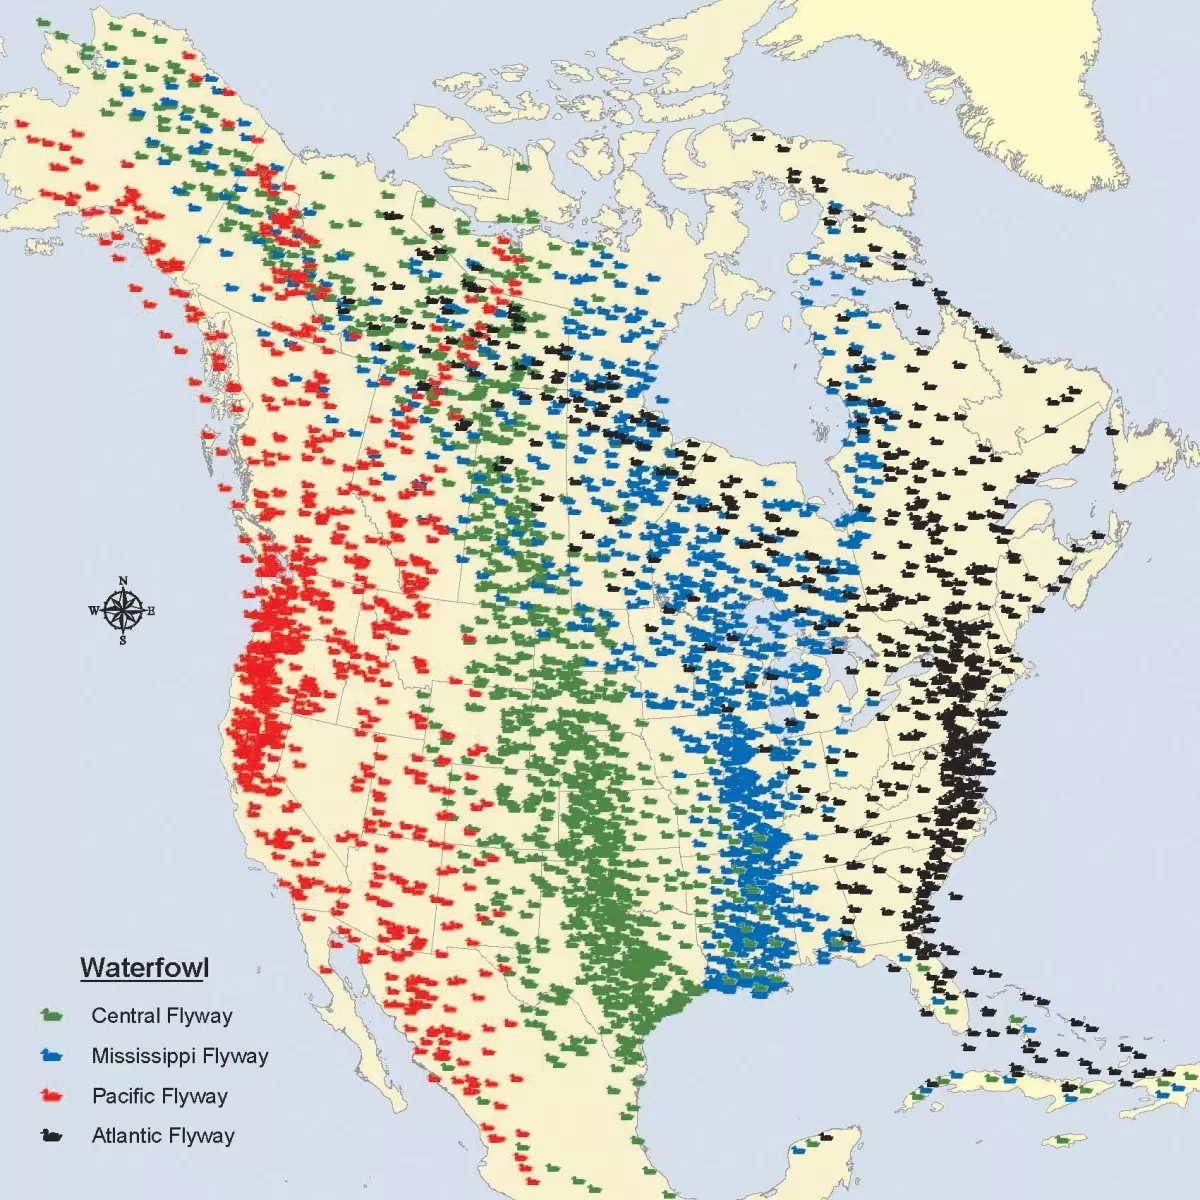 N
W E
S
Waterfowl
Central Flyway
Mississippi Flyway
Pacific Flyway
Atlantic Flyway